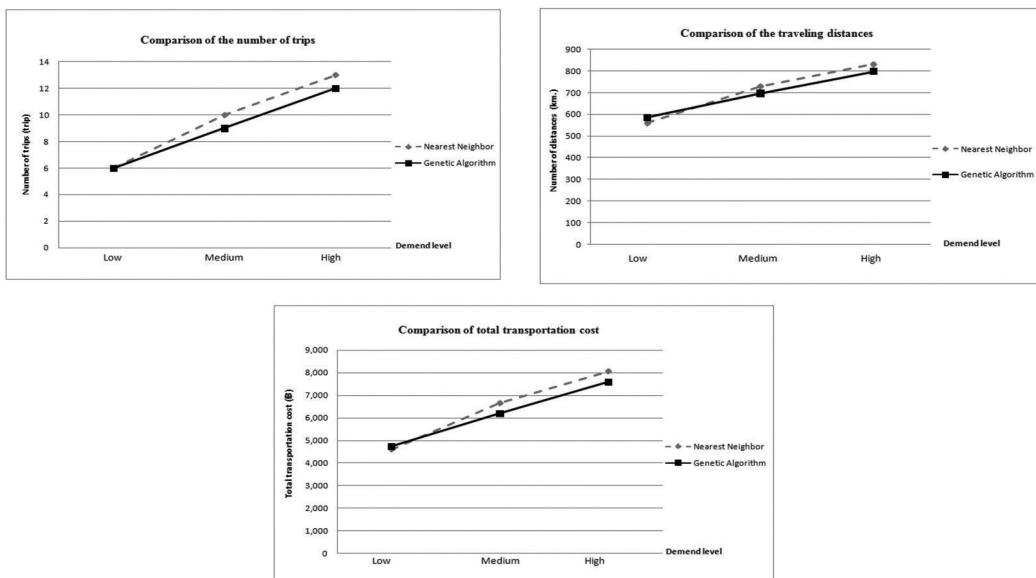 Comparison of the number of trips
Number of trips (trip)
14
12
10
8
6
4
2
0
Low Medium High
Demend level
Nearest Neighbor
Genetic Algorithm
Comparison of the traveling distances
Number of distances (km.)
900
800
700
600
500
400
300
200
100
0
Low Medium High
Demend level
Nearest Neighbor
Genetic Algorithm
Comparison of total transportation cost
Total transportation cost (B)
9,000
8,000
7,000
6,000
5,000
4,000
3,000
2,000
1,000
0
Low Medium High
Demend level
Nearest Neighbor
Genetic Algorithm